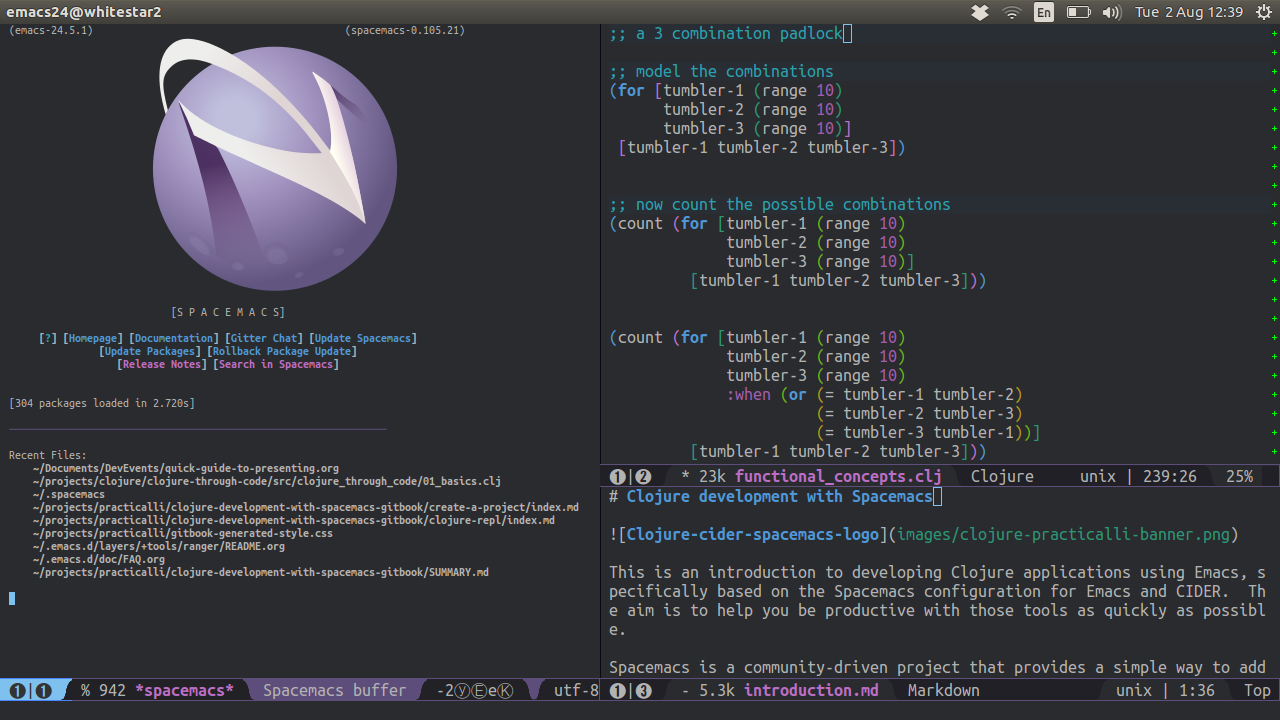 emacs24@whitestar2
En
Tue 2 Aug 12:39
(emacs-24.5.1) (spacemacs-0.105.21)
[S P A C E M A C S]
[?] [Homepage] [Documentation] [Gitter Chat] [Update Spacemacs]
[Update Packages] [Rollback Package Update]
[Release Notes] [Search in Spacemacs]
[304 packages loaded in 2.720s]
Recent Files:
~/Documents/DevEvents/quick-guide-to-presenting.org
~/projects/clojure/clojure-through-code/src/clojure_through_code/01_basics.clj
~/.spacemacs
~/projects/practicalli/clojure-development-with-spacemacs-gitbook/create-a-project/index.md
~/projects/practicalli/clojure-development-with-spacemacs-gitbook/clojure-repl/index.md
~/projects/practicalli/gitbook-generated-style.css
~/.emacs.d/layers/+tools/ranger/README.org
~/.emacs.d/doc/FAQ.org
~/projects/practicalli/clojure-development-with-spacemacs-gitbook/SUMMARY.md
❶|❶ % 942 *spacemacs* Spacemacs buffer -2ⓨⒺeⓀ utf-8
;; a 3 combination padlock
;; model the combinations
(for [tumbler-1 (range 10)
tumbler-2 (range 10)
tumbler-3 (range 10)]
[tumbler-1 tumbler-2 tumbler-3])
;; now count the possible combinations
(count (for [tumbler-1 (range 10)
tumbler-2 (range 10)
tumbler-3 (range 10)]
[tumbler-1 tumbler-2 tumbler-3]))
(count (for [tumbler-1 (range 10)
tumbler-2 (range 10)
tumbler-3 (range 10)
:when (or (= tumbler-1 tumbler-2)
(= tumbler-2 tumbler-3)
(= tumbler-3 tumbler-1))]
[tumbler-1 tumbler-2 tumbler-3]))
❶|❷ * 23k functional_concepts.clj Clojure unix | 239:26 25%
# Clojure development with Spacemacs
![Clojure-cider-spacemacs-logo](images/clojure-practicalli-banner.png)
This is an introduction to developing Clojure applications using Emacs, s
pecifically based on the Spacemacs configuration for Emacs and CIDER.  Th
e aim is to help you be productive with those tools as quickly as possibl
e.
Spacemacs is a community-driven project that provides a simple way to add
❶|❸ - 5.3k introduction.md Markdown unix | 1:36 Top